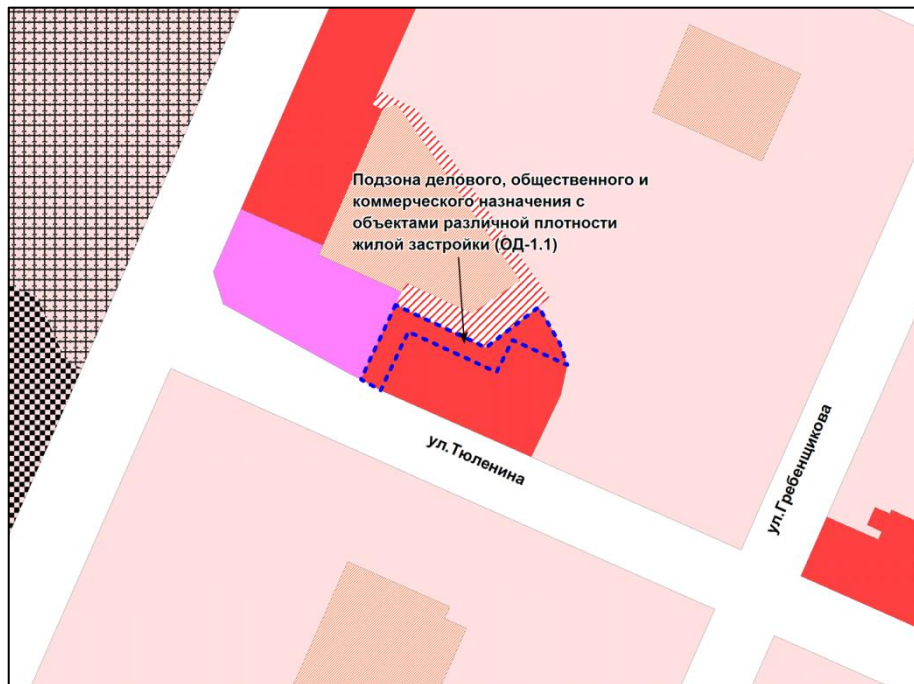 Подзона делового, общественного и
коммерческого назначения с
объектами различной плотности
жилой застройки (ОД-1.1)
ул.Тюленина
ул.Гребенщикова